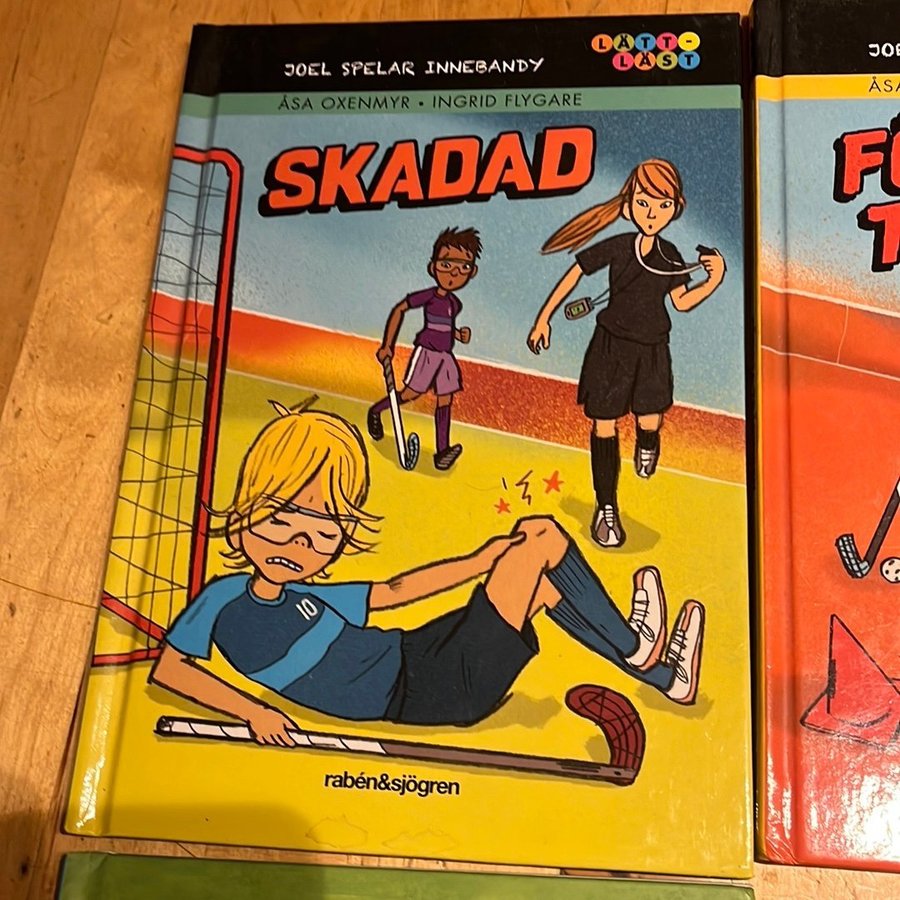 JOEL SPELAR INNEBANDY
LÄTT-
LÄST
ÅSA OXENMYR • INGRID FLYGARE
SKADAD
10
rabén&sjögren
JOE
ÅSA